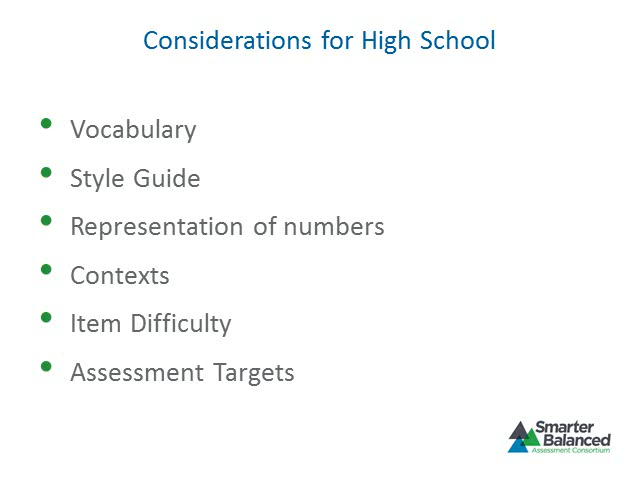 Considerations for High School
• Vocabulary
• Style Guide
• Representation of numbers
• Contexts
• Item Difficulty
• Assessment Targets
Smarter
Balanced
Assessment Consortium